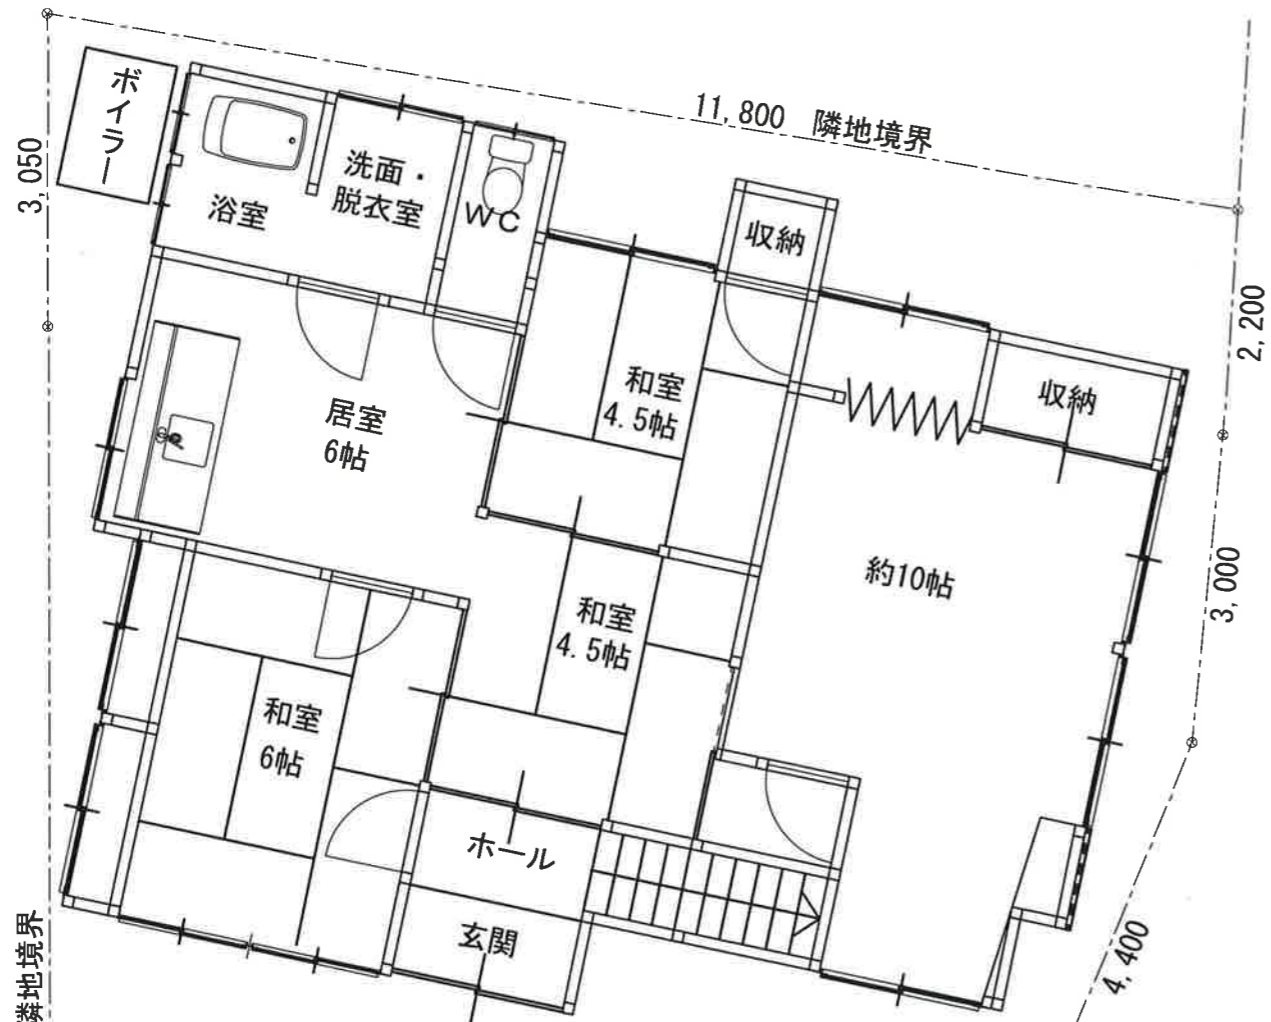 ボイラー
3,050
11,800 隣地境界
洗面・
脱衣室
浴室
WC
収納
2,200
和室
4.5帖
収納
居室
6帖
約10帖
3,000
和室
4.5帖
和室
6帖
ホール
玄関
隣地境界
4,400